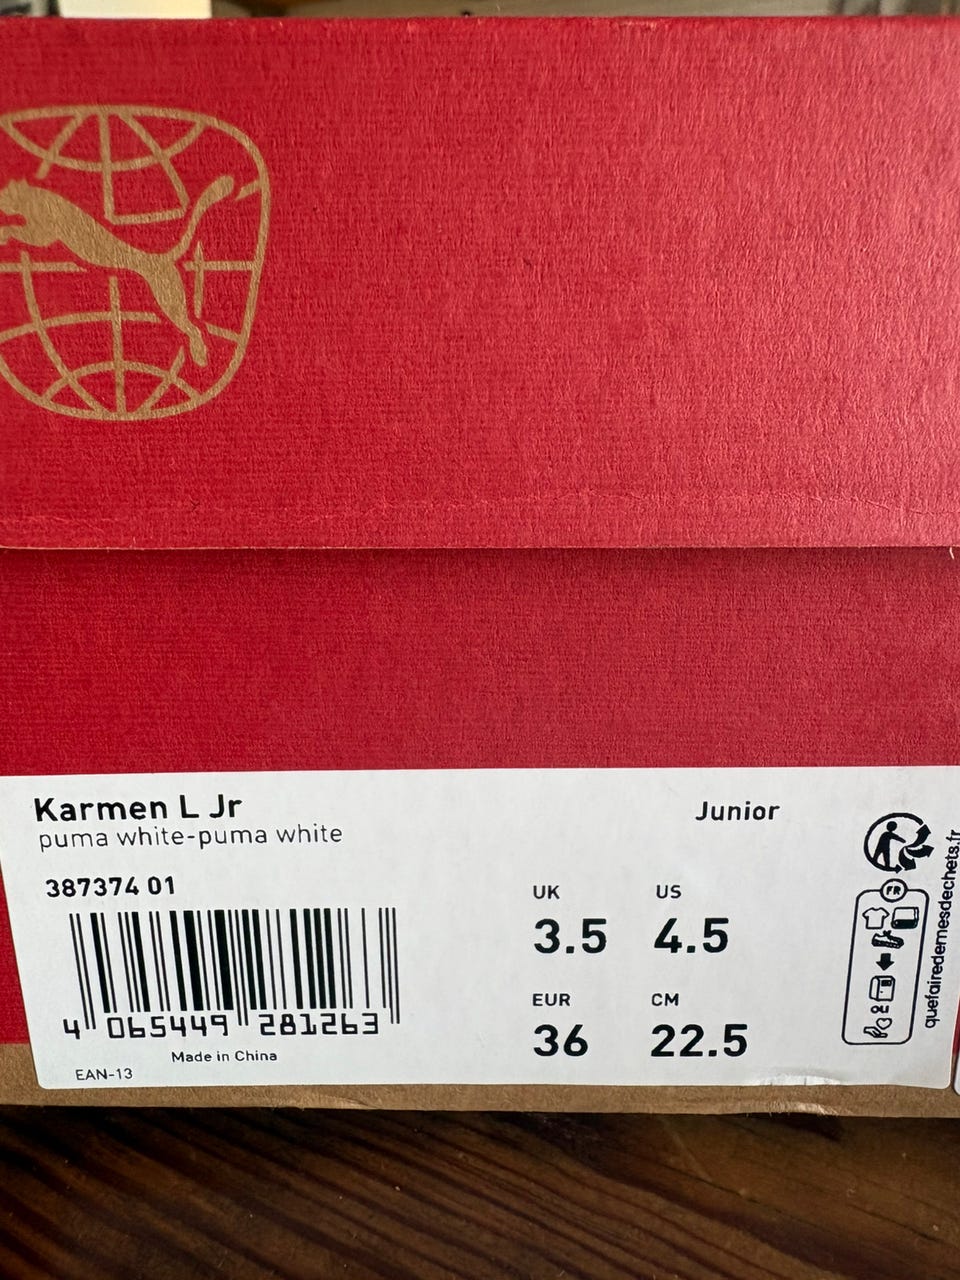 Karmen L Jr
puma white-puma white
387374 01
4 065449 281263
Made in China
EAN-13
Junior
UK
3.5
US
4.5
EUR
36
CM
22.5
FR
quefairedemesdechets.fr